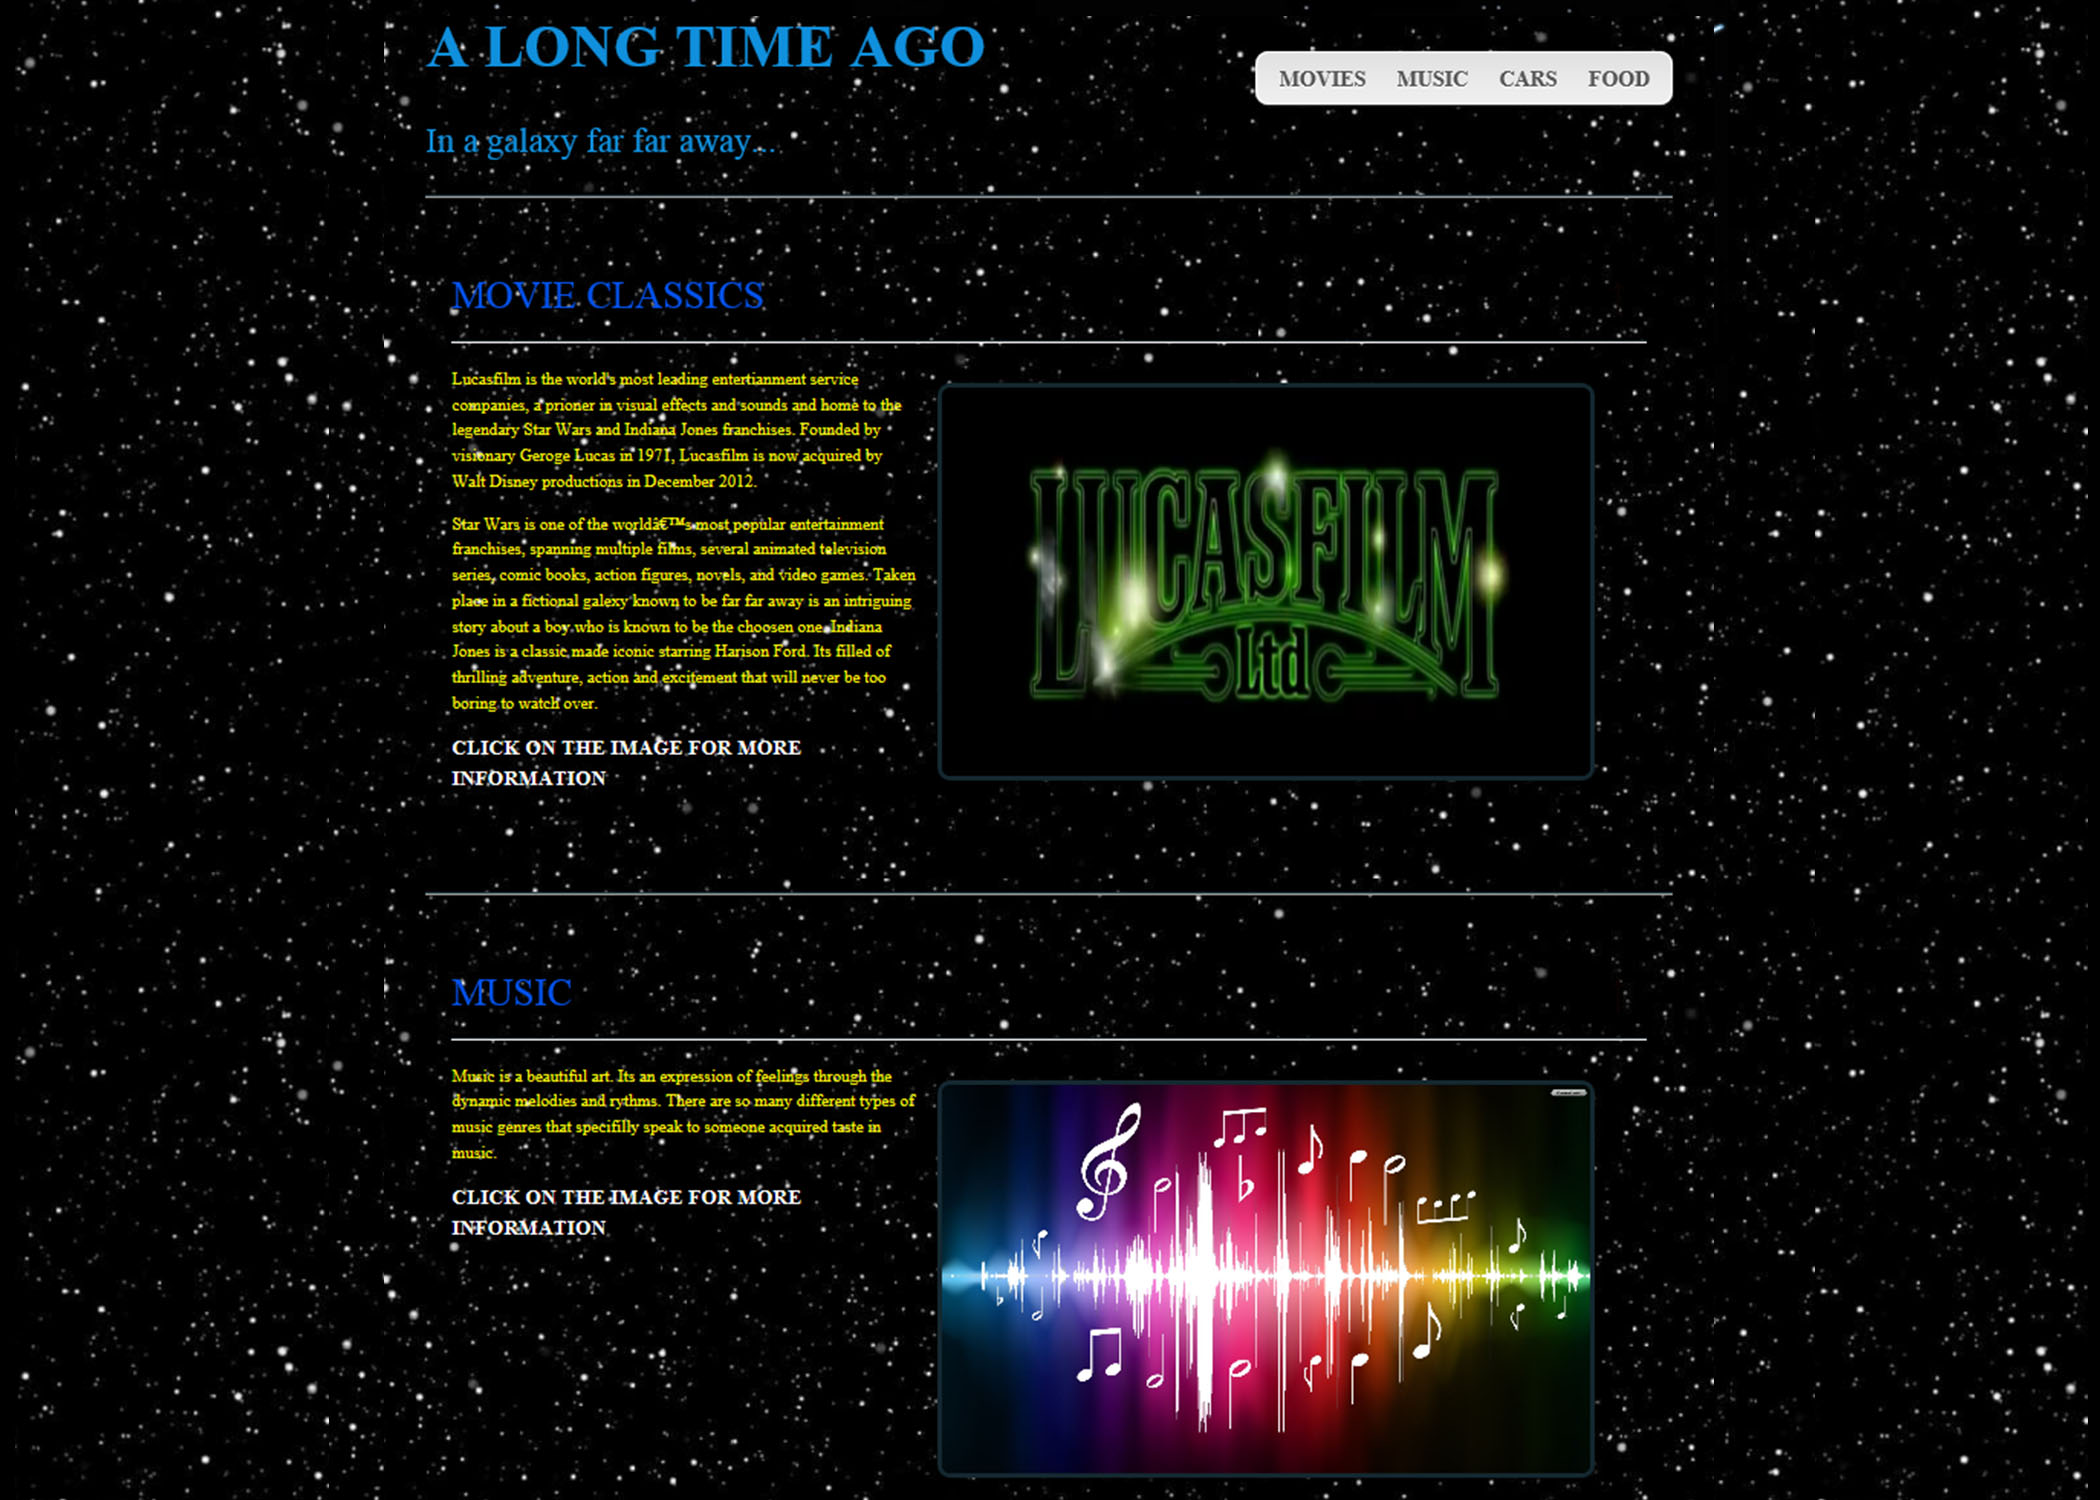 A LONG TIME AGO
MOVIES MUSIC CARS FOOD
In a galaxy far far away...
MOVIE CLASSICS
Lucasfilm is the world's most leading entertianment service
companies, a prioner in visual effects and sounds and home to the
legendary Star Wars and Indiana Jones franchises. Founded by
visionary Geroge Lucas in 1971, Lucasfilm is now acquired by
Walt Disney productions in December 2012.
Star Wars is one of the worldâ€™s most popular entertainment
franchises, spanning multiple films, several animated television
series, comic books, action figures, novels, and video games. Taken
place in a fictional galexy known to be far far away is an intriguing
story about a boy who is known to be the choosen one. Indiana
Jones is a classic made iconic starring Harison Ford. Its filled of
thrilling adventure, action and excitement that will never be too
boring to watch over.
CLICK ON THE IMAGE FOR MORE
INFORMATION
LUCASFILM
Ltd
MUSIC
Music is a beautiful art. Its an expression of feelings through the
dynamic melodies and rythms. There are so many different types of
music genres that specifilly speak to someone acquired taste in
music.
CLICK ON THE IMAGE FOR MORE
INFORMATION